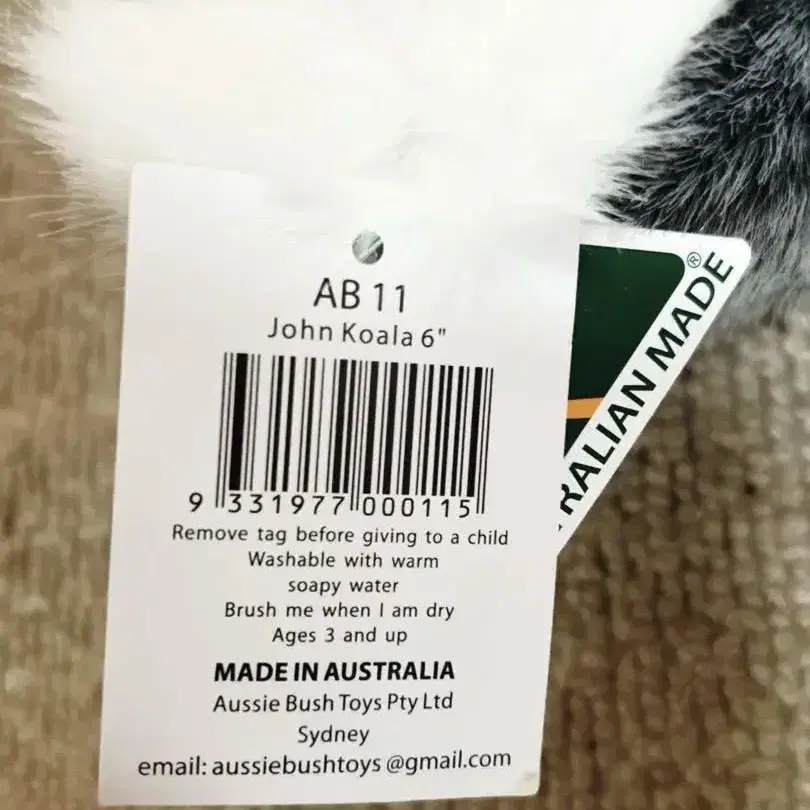 AB 11
John Koala 6"
9 331977 000115
Remove tag before giving to a child
Washable with warm
soapy water
Brush me when I am dry
Ages 3 and up
MADE IN AUSTRALIA
Aussie Bush Toys Pty Ltd
Sydney
email: aussiebushtoys@gmail.com
RALIAN MADE ®